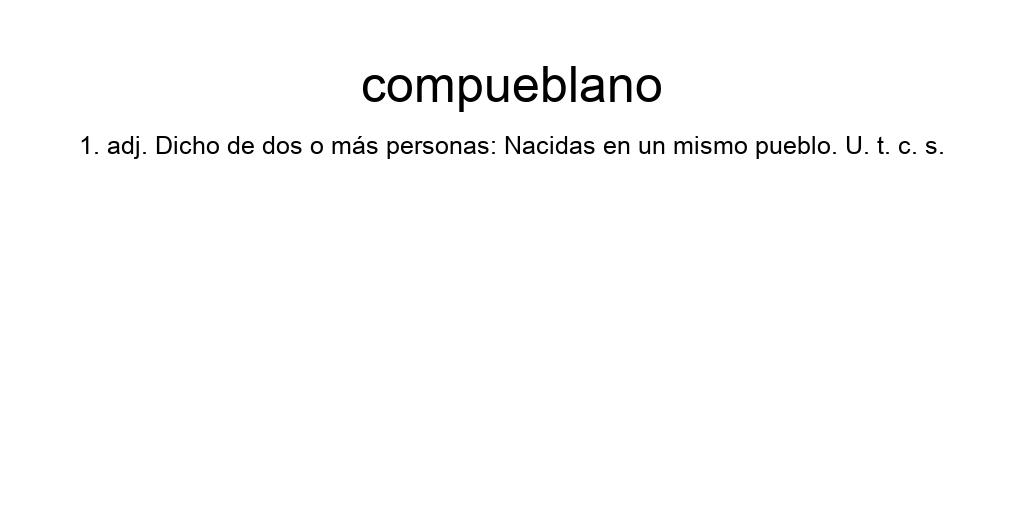 compueblano
1. adj. Dicho de dos o más personas: Nacidas en un mismo pueblo. U. t. c. s.